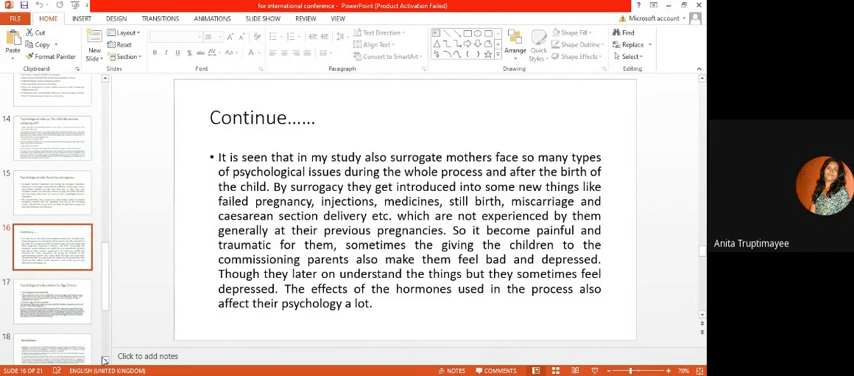 for international conference - PowerPoint (Product Activation Failed)
FILE HOME INSERT DESIGN TRANSITIONS ANIMATIONS SLIDE SHOW REVIEW VIEW Microsoft account
Cut
Copy
Format Painter
Paste
Clipboard
New
Slide
Layout
Reset
Section
Slides
28
Font
Text Direction
Align Text
Convert to SmartArt
Paragraph
Arrange
Quick
Styles
Shape Fill
Shape Outline
Shape Effects
Drawing
Find
Replace
Select
Editing
14
15
16
17
18
Continue......
• It is seen that in my study also surrogate mothers face so many types
of psychological issues during the whole process and after the birth of
the child. By surrogacy they get introduced into some new things like
failed pregnancy, injections, medicines, still birth, miscarriage and
caesarean section delivery etc. which are not experienced by them
generally at their previous pregnancies. So it become painful and
traumatic for them, sometimes the giving the children to the
commissioning parents also make them feel bad and depressed.
Though they later on understand the things but they sometimes feel
depressed. The effects of the hormones used in the process also
affect their psychology a lot.
Click to add notes
SLIDE 16 OF 21 ENGLISH (UNITED KINGDOM) NOTES COMMENTS 70%
Anita Truptimayee